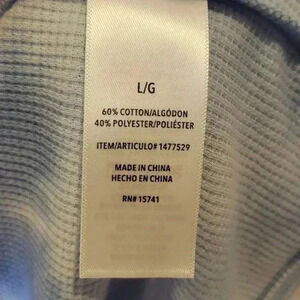 L/G
60% COTTON/ALGODÓN
40% POLYESTER/POLIÉSTER
ITEM/ARTICULO# 1477529
MADE IN CHINA
HECHO EN CHINA
RN# 15741